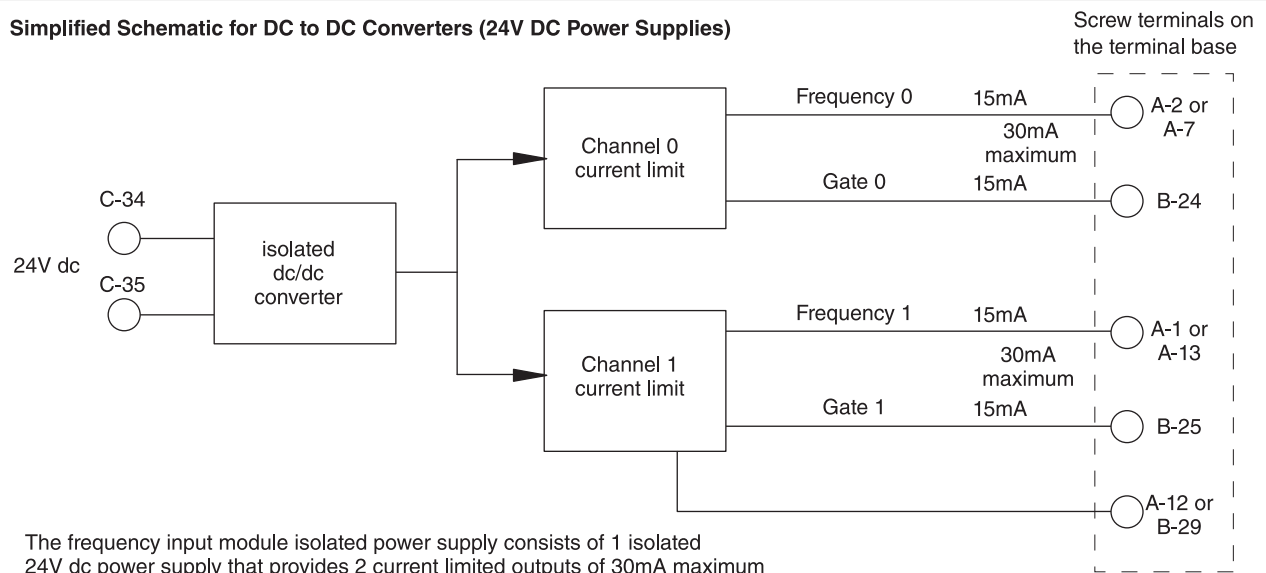 Simplified Schematic for DC to DC Converters (24V DC Power Supplies)
Screw terminals on
the terminal base
Frequency 0
15mA
A-2 or
A-7
30mA
maximum
Channel 0
current limit
Gate 0
15mA
B-24
C-34
24V dc
C-35
isolated
dc/dc
converter
Frequency 1
15mA
A-1 or
A-13
30mA
maximum
Channel 1
current limit
Gate 1
15mA
B-25
A-12 or
B-29
The frequency input module isolated power supply consists of 1 isolated
24V dc power supply that provides 2 current limited outputs of 30mA maximum